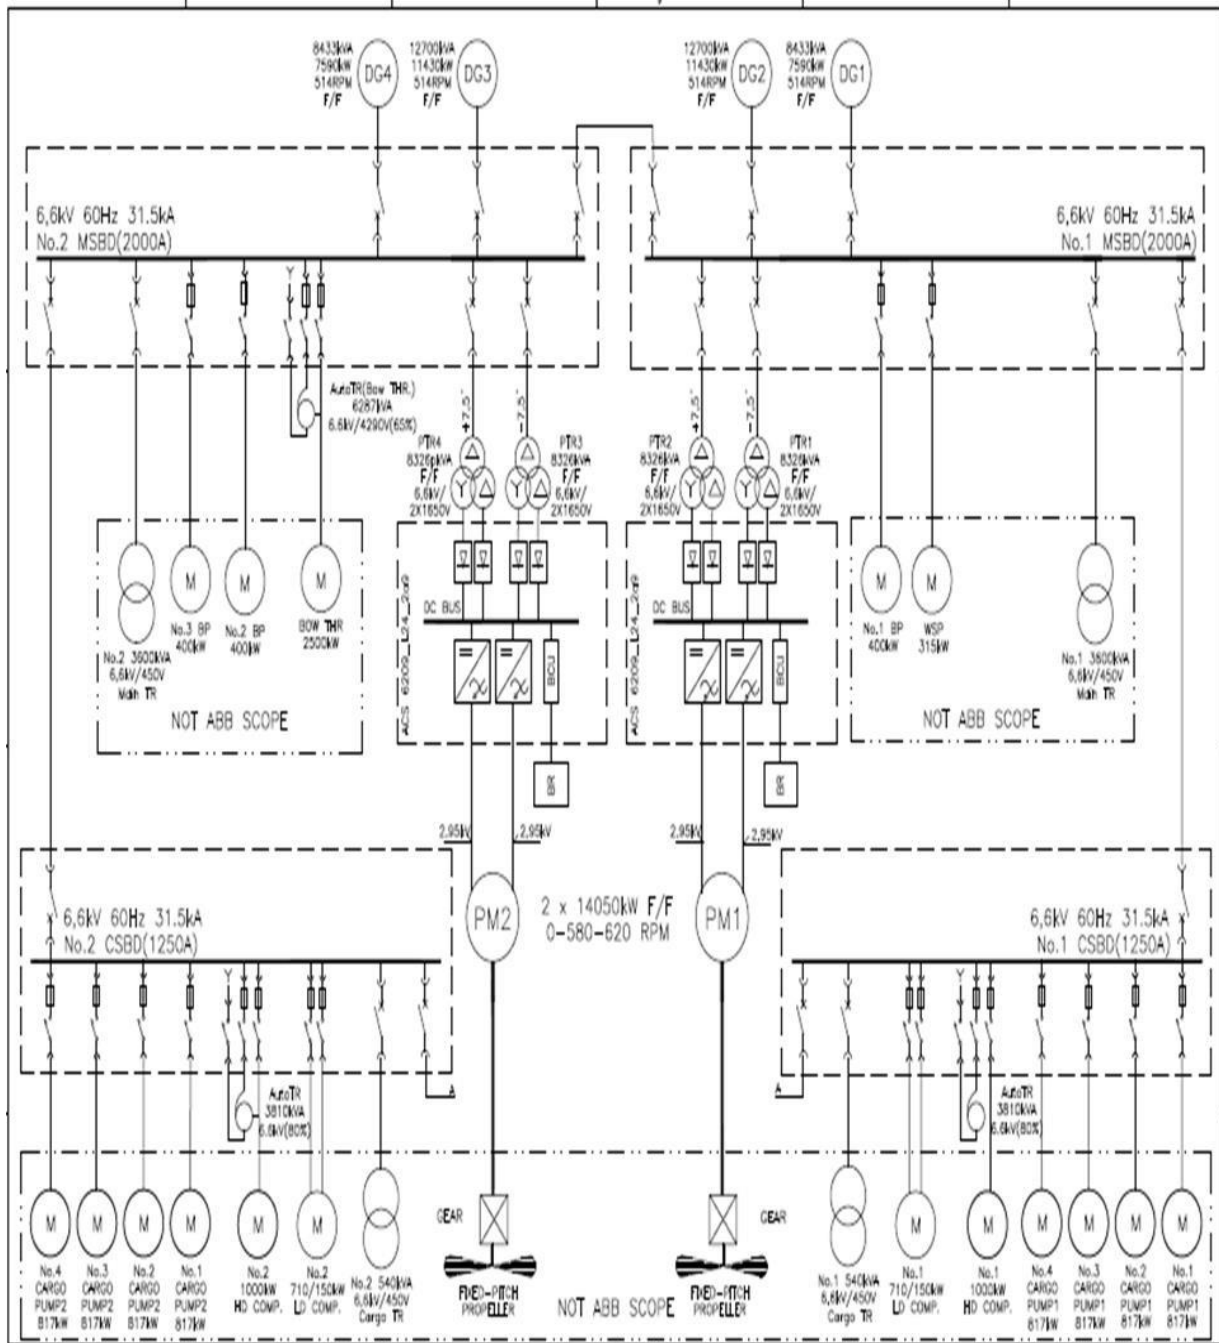 8433kVA
7590kW
514RPM
F/F
DG4
12700kVA
11430kW
514RPM
F/F
DG3
12700kVA
11430kW
514RPM
F/F
DG2
8433kVA
7590kW
514RPM
F/F
DG1
6,6kV 60Hz 31.5kA
No.2 MSBD(2000A)
6,6kV 60Hz 31.5kA
No.1 MSBD(2000A)
Y
AutoTR(Bow THR.)
6287kVA
6.6kV/4290V(65%)
+7,5°
-7,5°
+7,5°
-7,5°
PTR4
8326pkVA
F/F
6,6kV/
2X1650V
Y
PTR3
8326kVA
F/F
6,6kV/
2X1650V
Y
PTR2
8326kVA
F/F
6,6kV/
2X1650V
Y
PTR1
8326kVA
F/F
6,6kV/
2X1650V
Y
M
M
M
No.2 3600kVA
6,6kV/450V
Main TR
No.3 BP
400kW
No.2 BP
400kW
BOW THR
2500kW
NOT ABB SCOPE
DC BUS
BCU
BR
DC BUS
BCU
BR
M
M
No.1 BP
400kW
WSP
315kW
No.1 3600kVA
6,6kV/450V
Main TR
NOT ABB SCOPE
2,95kV
2,95kV
2,95kV
2,95kV
PM2
2 x 14050kW F/F
0-580-620 RPM
PM1
6,6kV 60Hz 31.5kA
No.2 CSBD(1250A)
6,6kV 60Hz 31.5kA
No.1 CSBD(1250A)
Y
Y
AutoTR
3810kVA
6.6kV(80%)
A
A
AutoTR
3810kVA
6.6kV(80%)
M
M
M
M
M
M
No.4
CARGO
PUMP2
817kW
No.3
CARGO
PUMP2
817kW
No.2
CARGO
PUMP2
817kW
No.1
CARGO
PUMP2
817kW
No.2
1000kW
HD COMP.
No.2
710/150kW
LD COMP.
No.2 540kVA
6,6kV/450V
Cargo TR
GEAR
FIXED-PITCH
PROPELLER
NOT ABB SCOPE
GEAR
FIXED-PITCH
PROPELLER
M
M
M
M
M
M
No.1 540kVA
6,6kV/450V
Cargo TR
No.1
710/150kW
LD COMP.
No.1
1000kW
HD COMP.
No.4
CARGO
PUMP1
817kW
No.3
CARGO
PUMP1
817kW
No.2
CARGO
PUMP1
817kW
No.1
CARGO
PUMP1
817kW